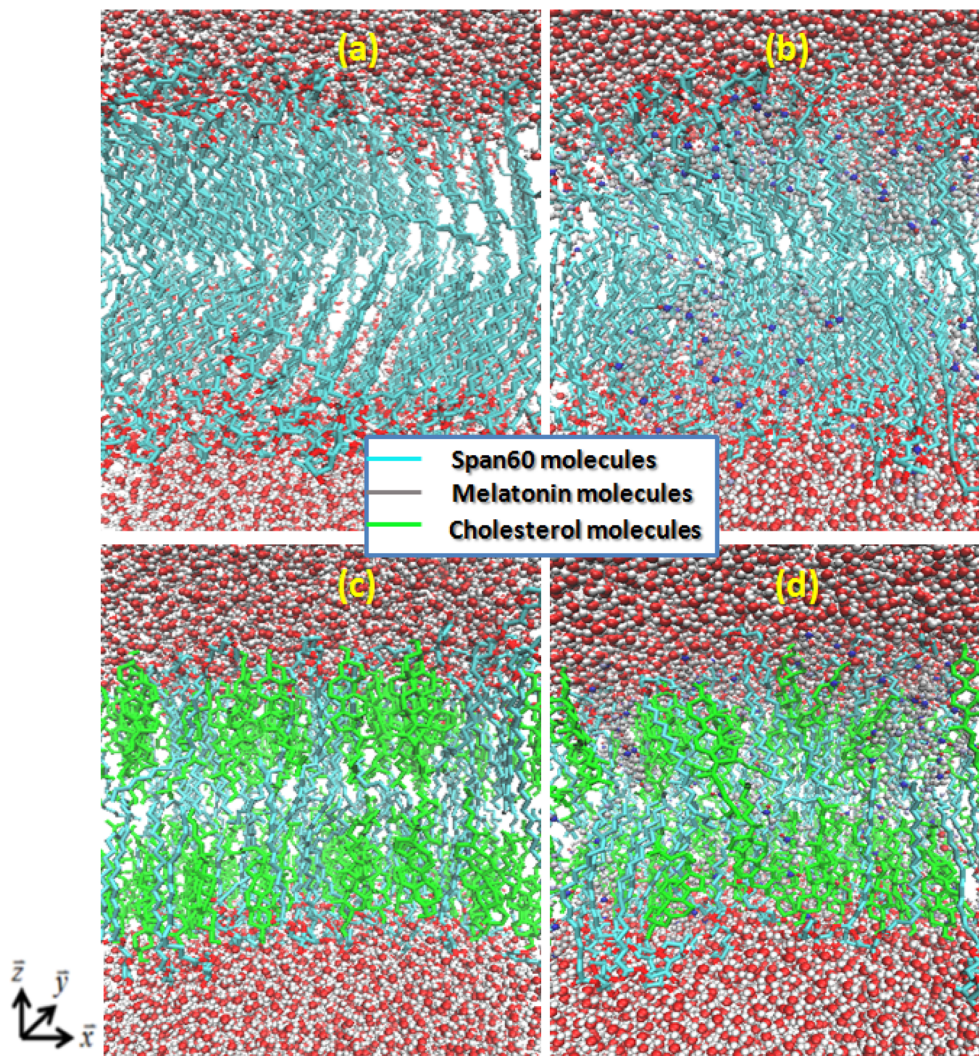 (a)
(b)
Span60 molecules
Melatonin molecules
Cholesterol molecules
(c)
(d)
z
y
x